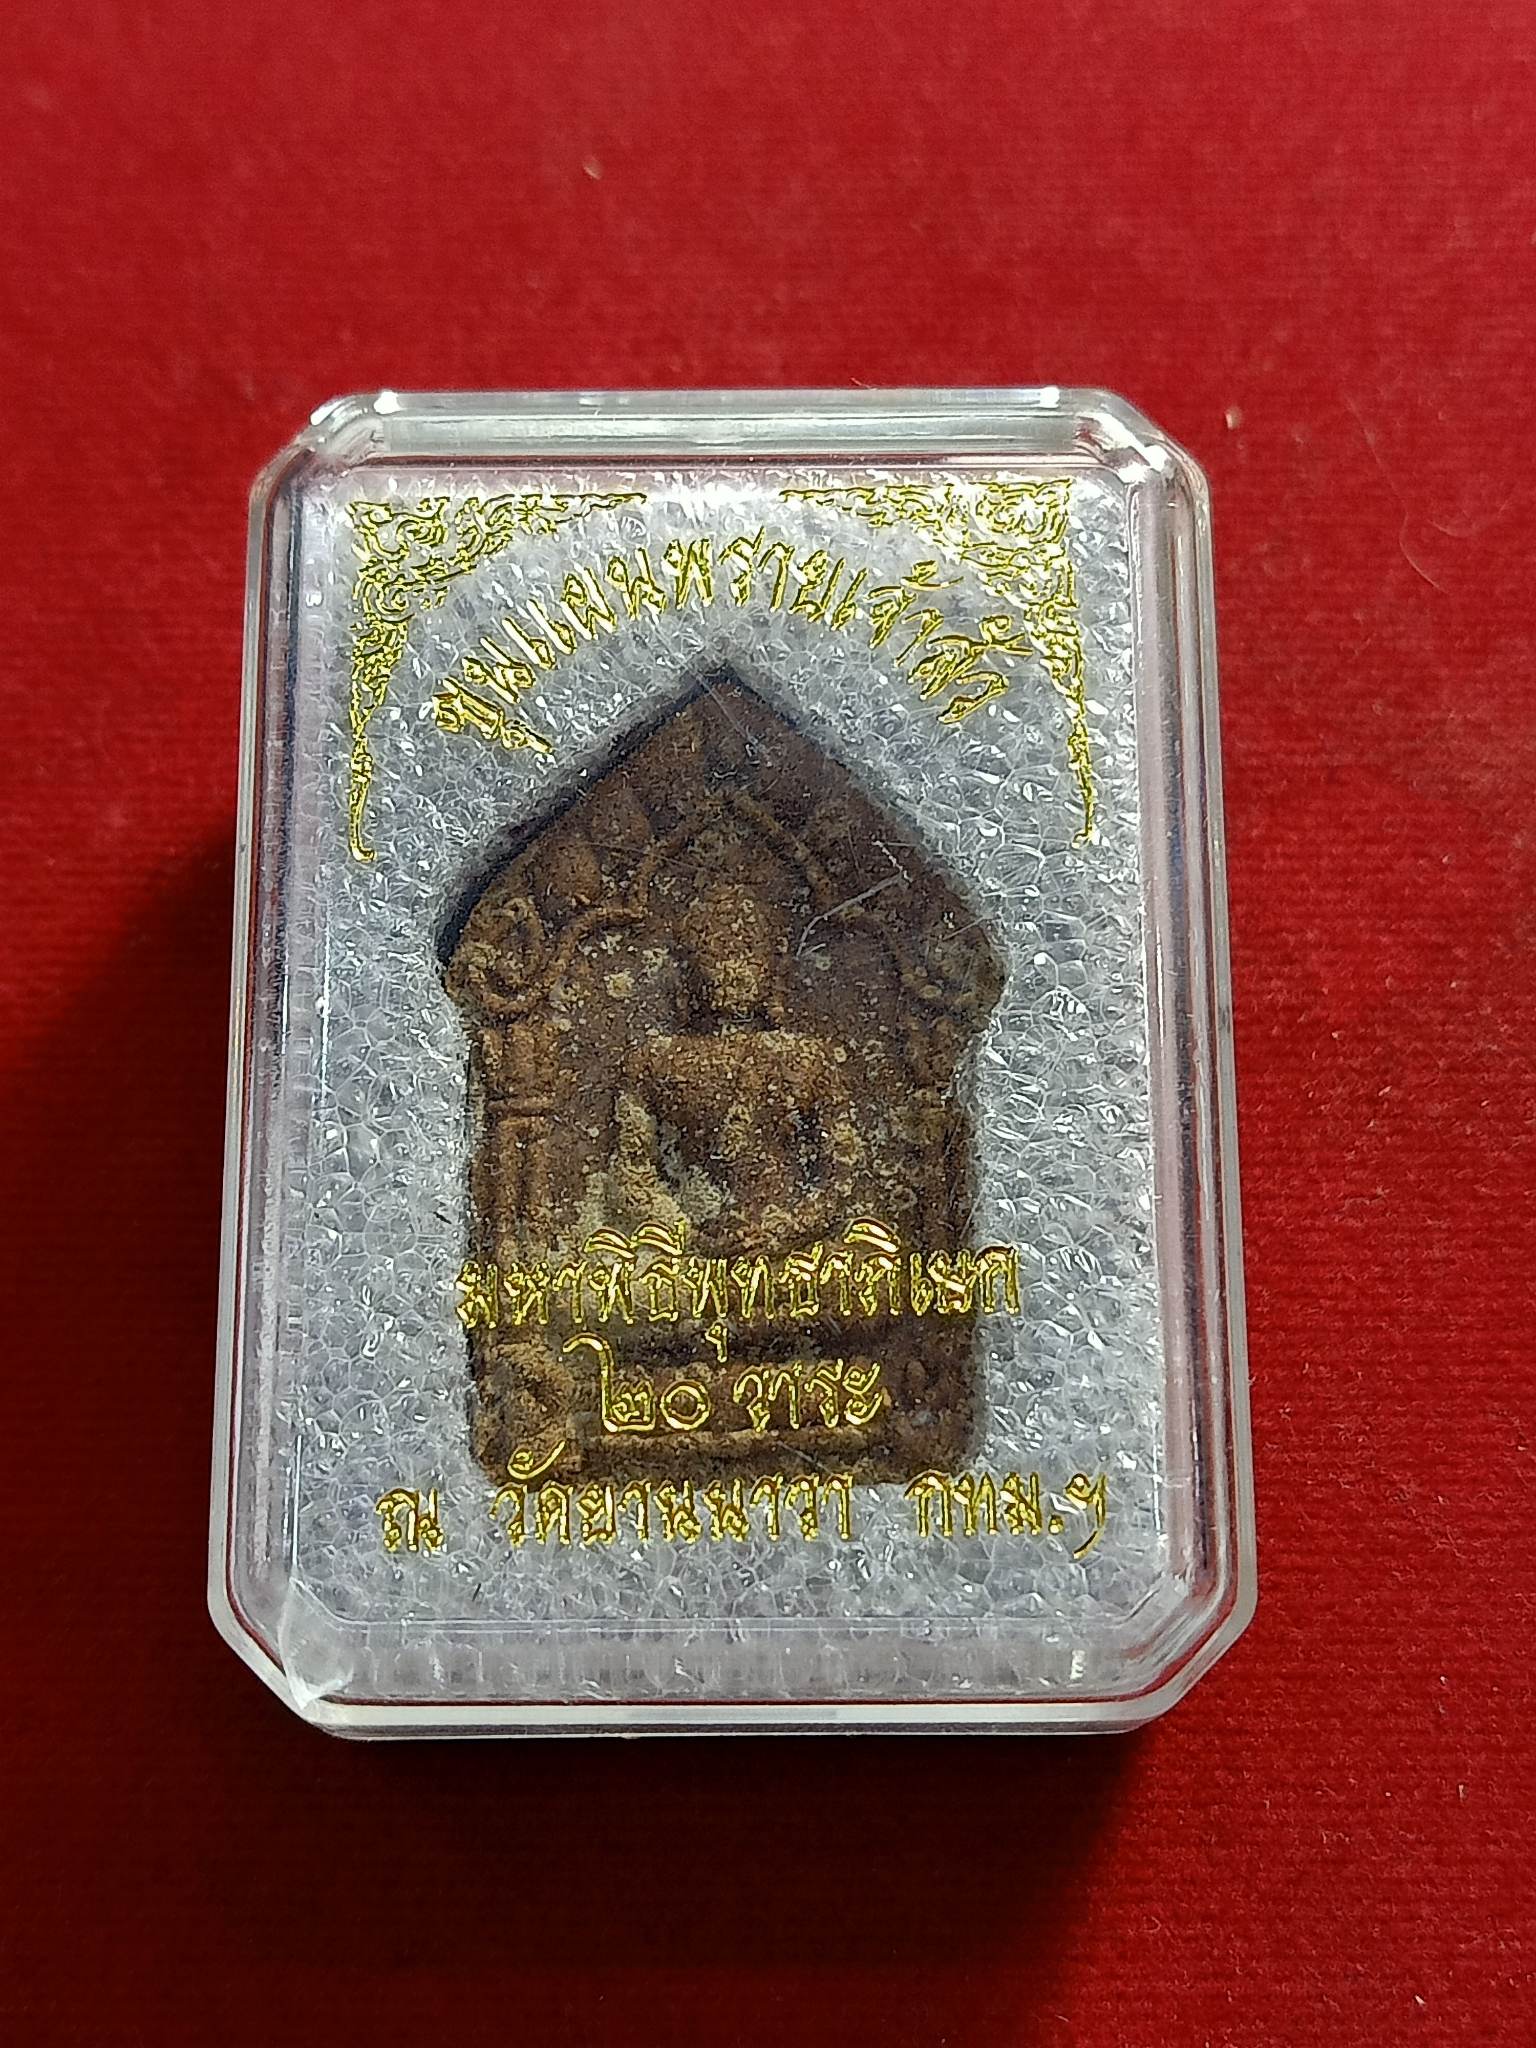 ขุนแผนพรายเจ้าสัว
มหาพิธีพุทธาภิเษก
๒๐ วาระ
ณ วัดยานนาวา กทม.ฯ